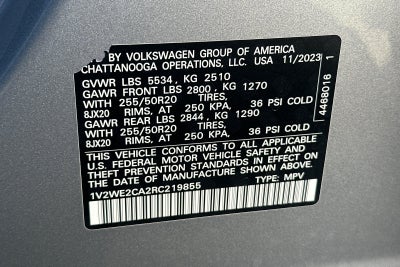 BY VOLKSWAGEN GROUP OF AMERICA
CHATTANOOGA OPERATIONS, LLC. USA 11/2023
GVWR LBS 5534, KG 2510
GAWR FRONT LBS 2800, KG 1270
WITH 255/50R20 TIRES,
8JX20 RIMS, AT 250 KPA, 36 PSI COLD
GAWR REAR LBS 2844, KG 1290
WITH 255/50R20 TIRES,
8JX20 RIMS, AT 250 KPA, 36 PSI COLD
THIS VEHICLE CONFORMS TO ALL APPLICABLE
U.S. FEDERAL MOTOR VEHICLE SAFETY AND
THEFT PREVENTION STANDARDS IN EFFECT ON
THE DATE OF MANUFACTURE SHOWN ABOVE.
1V2WE2CA2RC219855 TYPE: MPV
4468016 1